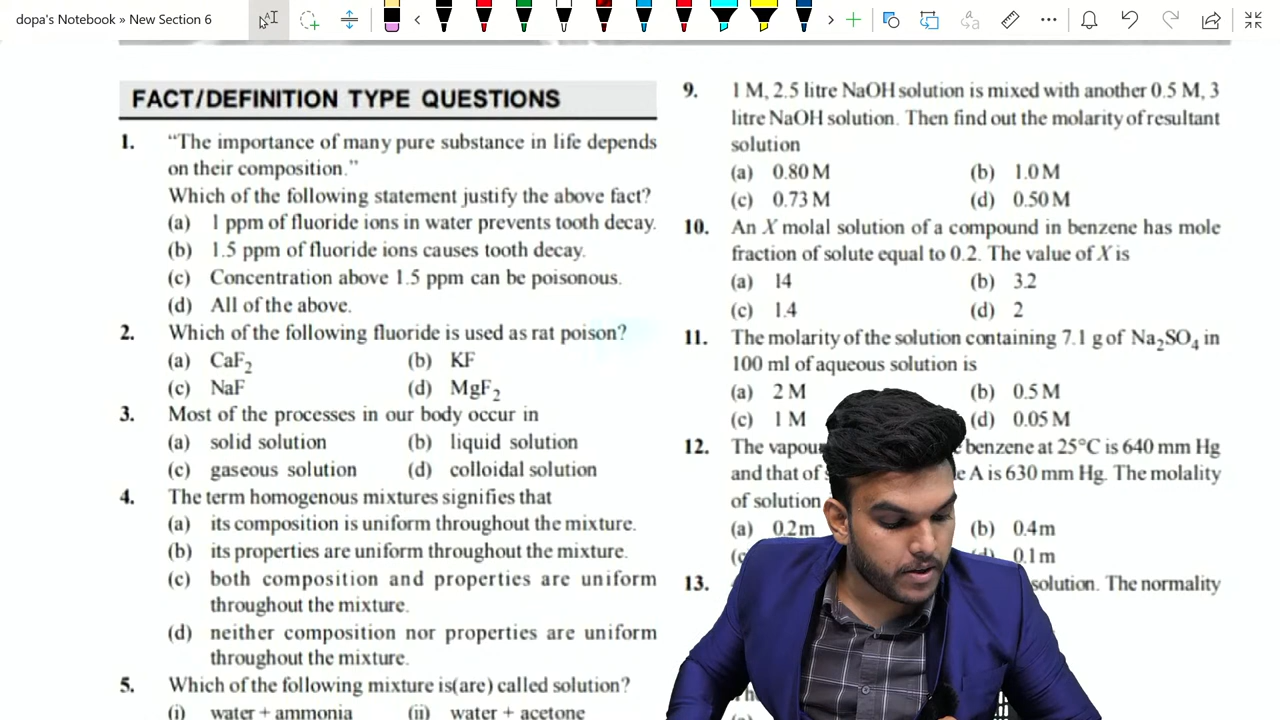 dopa's Notebook » New Section 6
FACT/DEFINITION TYPE QUESTIONS
1. "The importance of many pure substance in life depends
on their composition."
Which of the following statement justify the above fact?
(a) 1 ppm of fluoride ions in water prevents tooth decay.
(b) 1.5 ppm of fluoride ions causes tooth decay.
(c) Concentration above 1.5 ppm can be poisonous.
(d) All of the above.
2. Which of the following fluoride is used as rat poison?
(a) CaF₂ (b) KF
(c) NaF (d) MgF₂
3. Most of the processes in our body occur in
(a) solid solution (b) liquid solution
(c) gaseous solution (d) colloidal solution
4. The term homogenous mixtures signifies that
(a) its composition is uniform throughout the mixture.
(b) its properties are uniform throughout the mixture.
(c) both composition and properties are uniform
throughout the mixture.
(d) neither composition nor properties are uniform
throughout the mixture.
5. Which of the following mixture is(are) called solution?
(i) water + ammonia (ii) water + acetone
9. 1 M, 2.5 litre NaOH solution is mixed with another 0.5 M, 3
litre NaOH solution. Then find out the molarity of resultant
solution
(a) 0.80 M (b) 1.0 M
(c) 0.73 M (d) 0.50 M
10. An X molal solution of a compound in benzene has mole
fraction of solute equal to 0.2. The value of X is
(a) 14 (b) 3.2
(c) 1.4 (d) 2
11. The molarity of the solution containing 7.1 g of Na₂SO₄ in
100 ml of aqueous solution is
(a) 2 M (b) 0.5 M
(c) 1 M (d) 0.05 M
12. The benzene at 25°C is 640 mm Hg
and that of A is 630 mm Hg. The molality
of solution
(a) 0.2 m (b) 0.4 m
(d) 0.1 m
13. solution. The normality